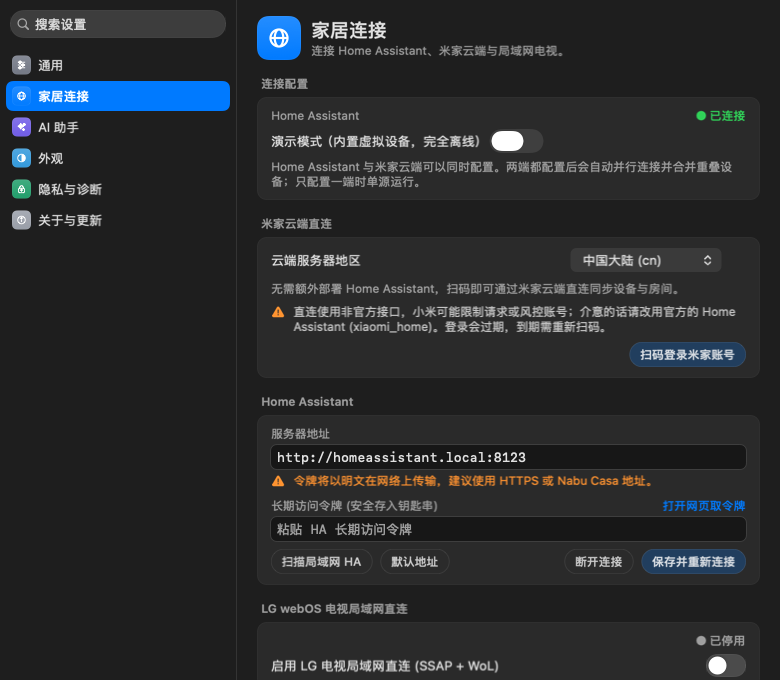 搜索设置
通用
家居连接
AI 助手
外观
隐私与诊断
关于与更新
家居连接
连接 Home Assistant、米家云端与局域网电视。
连接配置
Home Assistant
已连接
演示模式（内置虚拟设备，完全离线）
Home Assistant 与米家云端可以同时配置。两端都配置后会自动并行连接并合并重叠设
备；只配置一端时单源运行。
米家云端直连
云端服务器地区
中国大陆 (cn)
无需额外部署 Home Assistant，扫码即可通过米家云端直连同步设备与房间。
直连使用非官方接口，小米可能限制请求或风控账号；介意的话请改用官方的 Home
Assistant (xiaomi_home)。登录会过期，到期需重新扫码。
扫码登录米家账号
Home Assistant
服务器地址
http://homeassistant.local:8123
令牌将以明文在网络上传输，建议使用 HTTPS 或 Nabu Casa 地址。
长期访问令牌 (安全存入钥匙串)
打开网页取令牌
粘贴 HA 长期访问令牌
扫描局域网 HA
默认地址
断开连接
保存并重新连接
LG webOS 电视局域网直连
已停用
启用 LG 电视局域网直连 (SSAP + WoL)